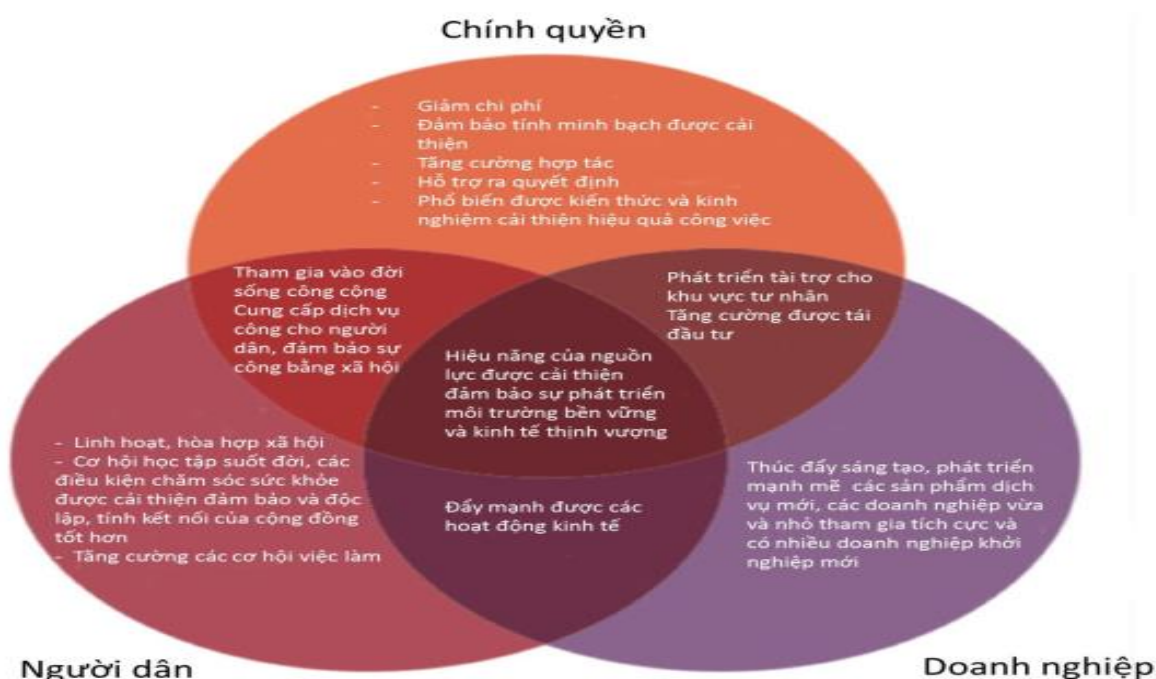 Chính quyền
- Giảm chi phí
- Đảm bảo tính minh bạch được cải
thiện
- Tăng cường hợp tác
- Hỗ trợ ra quyết định
- Phổ biến được kiến thức và kinh
nghiệm cải thiện hiệu quả công việc
Tham gia vào đời
sống công cộng
Cung cấp dịch vụ
công cho người
dân, đảm bảo sự
công bằng xã hội
Phát triển tài trợ cho
khu vực tư nhân
Tăng cường được tái
đầu tư
Hiệu năng của nguồn
lực được cải thiện
đảm bảo sự phát triển
môi trường bền vững
và kinh tế thịnh vượng
- Linh hoạt, hòa hợp xã hội
- Cơ hội học tập suốt đời, các
điều kiện chăm sóc sức khỏe
được cải thiện đảm bảo và độc
lập, tính kết nối của cộng đồng
tốt hơn
- Tăng cường các cơ hội việc làm
Đẩy mạnh được các
hoạt động kinh tế
Thúc đẩy sáng tạo, phát triển
mạnh mẽ các sản phẩm dịch
vụ mới, các doanh nghiệp vừa
và nhỏ tham gia tích cực và
có nhiều doanh nghiệp khởi
nghiệp mới
Người dân
Doanh nghiệp